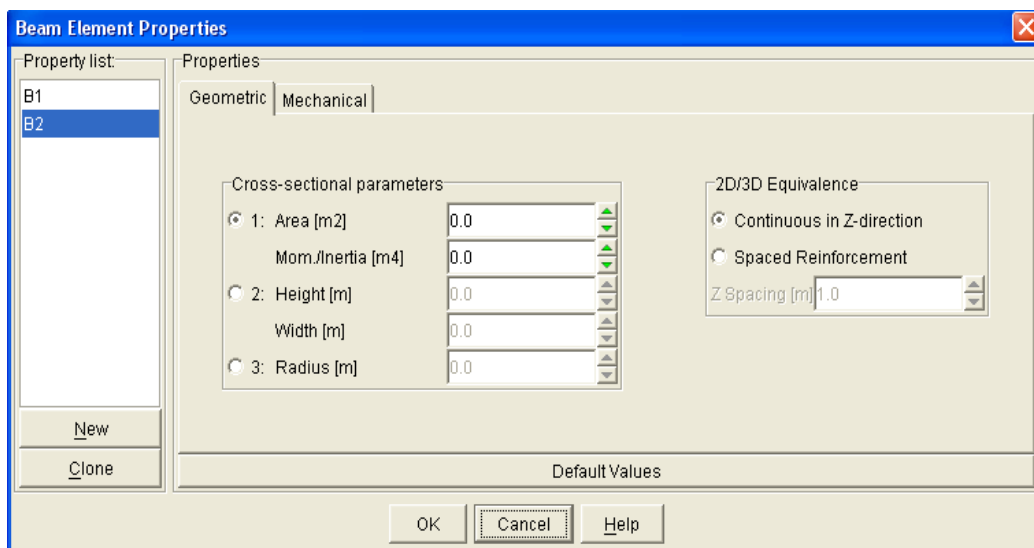 Beam Element Properties
Property list:
B1
B2
New
Clone
Properties
Geometric
Mechanical
Cross-sectional parameters
1: Area [m2] 0.0
Mom./Inertia [m4] 0.0
2: Height [m] 0.0
Width [m] 0.0
3: Radius [m] 0.0
2D/3D Equivalence
Continuous in Z-direction
Spaced Reinforcement
Z Spacing [m] 1.0
Default Values
OK
Cancel
Help